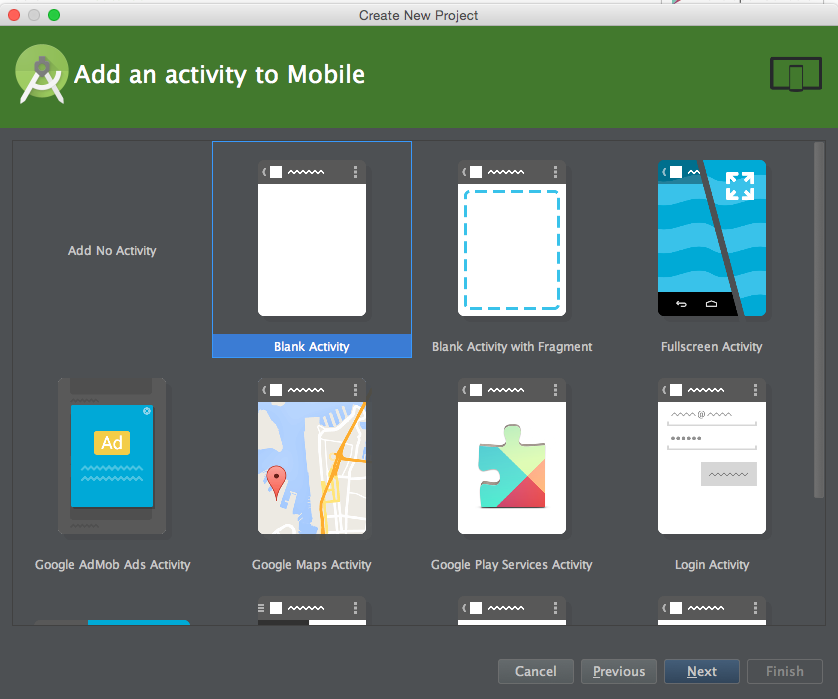 Create New Project
Add an activity to Mobile
Add No Activity
Blank Activity
Blank Activity with Fragment
Fullscreen Activity
Ad
@
Google AdMob Ads Activity
Google Maps Activity
Google Play Services Activity
Login Activity
Cancel
Previous
Next
Finish